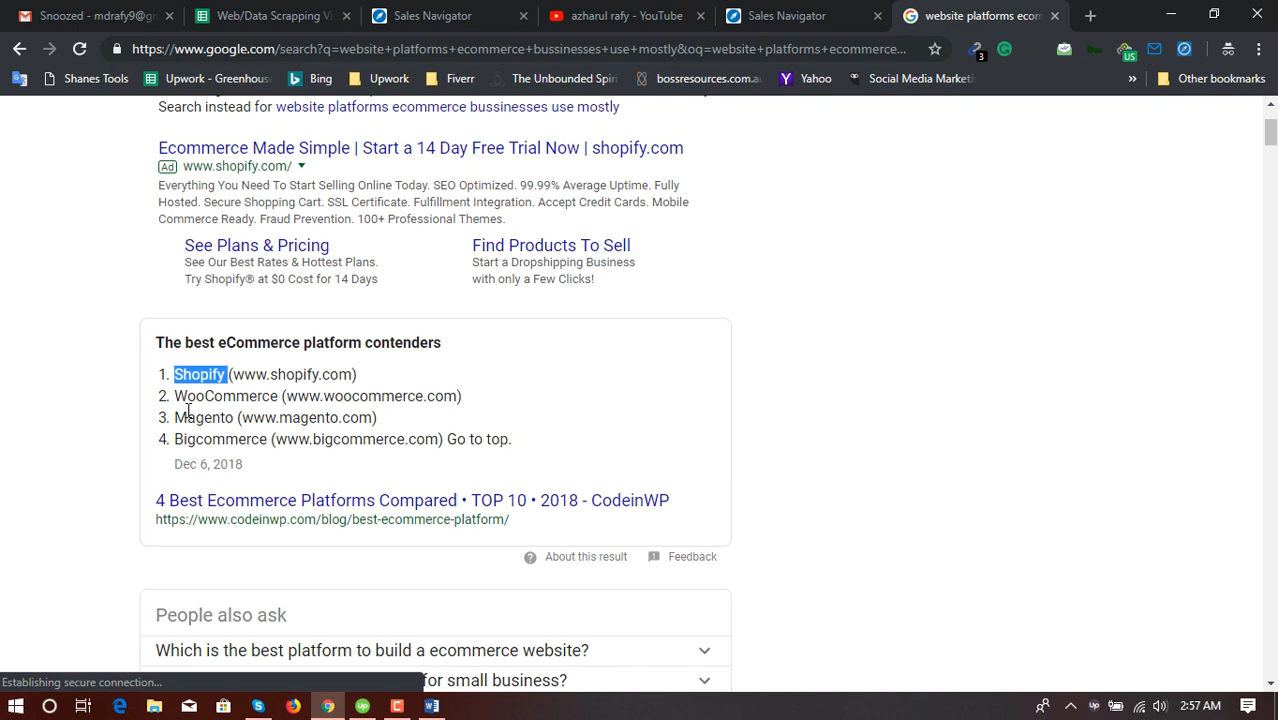 Snoozed - mdrafy9@g
Web/Data Scrapping V
Sales Navigator
azharul rafy - YouTube
Sales Navigator
website platforms ecom
https://www.google.com/search?q=website+platforms+ecommerce+bussinesses+use+mostly&oq=website+platforms+ecommerce...
3
US
Shanes Tools
Upwork - Greenhous
Bing
Upwork
Fiverr
The Unbounded Spiri
bossresources.com.au
Yahoo
Social Media Marketi
»
Other bookmarks
Search instead for website platforms ecommerce bussinesses use mostly
Ecommerce Made Simple | Start a 14 Day Free Trial Now | shopify.com
Ad www.shopify.com/
Everything You Need To Start Selling Online Today. SEO Optimized. 99.99% Average Uptime. Fully
Hosted. Secure Shopping Cart. SSL Certificate. Fulfillment Integration. Accept Credit Cards. Mobile
Commerce Ready. Fraud Prevention. 100+ Professional Themes.
See Plans & Pricing
See Our Best Rates & Hottest Plans.
Try Shopify® at $0 Cost for 14 Days
Find Products To Sell
Start a Dropshipping Business
with only a Few Clicks!
The best eCommerce platform contenders
1. Shopify (www.shopify.com)
2. WooCommerce (www.woocommerce.com)
3. Magento (www.magento.com)
4. Bigcommerce (www.bigcommerce.com) Go to top.
Dec 6, 2018
4 Best Ecommerce Platforms Compared • TOP 10 • 2018 - CodeinWP
https://www.codeinwp.com/blog/best-ecommerce-platform/
About this result
Feedback
People also ask
Which is the best platform to build a ecommerce website?
for small business?
Establishing secure connection...
2:57 AM